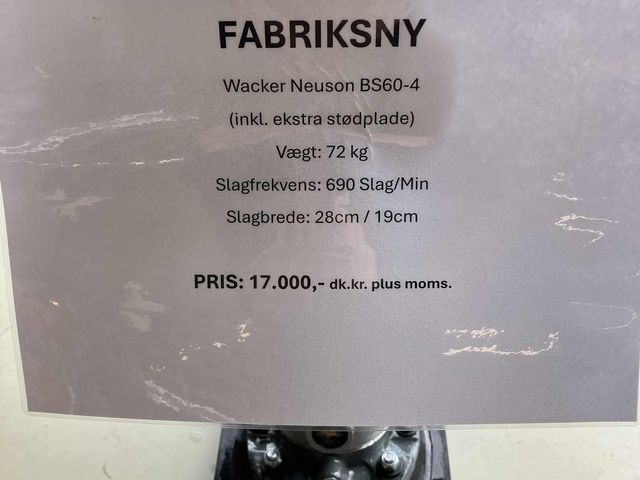 FABRIKSNY
Wacker Neuson BS60-4
(inkl. ekstra stødplade)
Vægt: 72 kg
Slagfrekvens: 690 Slag/Min
Slagbrede: 28cm / 19cm
PRIS: 17.000,- dk.kr. plus moms.